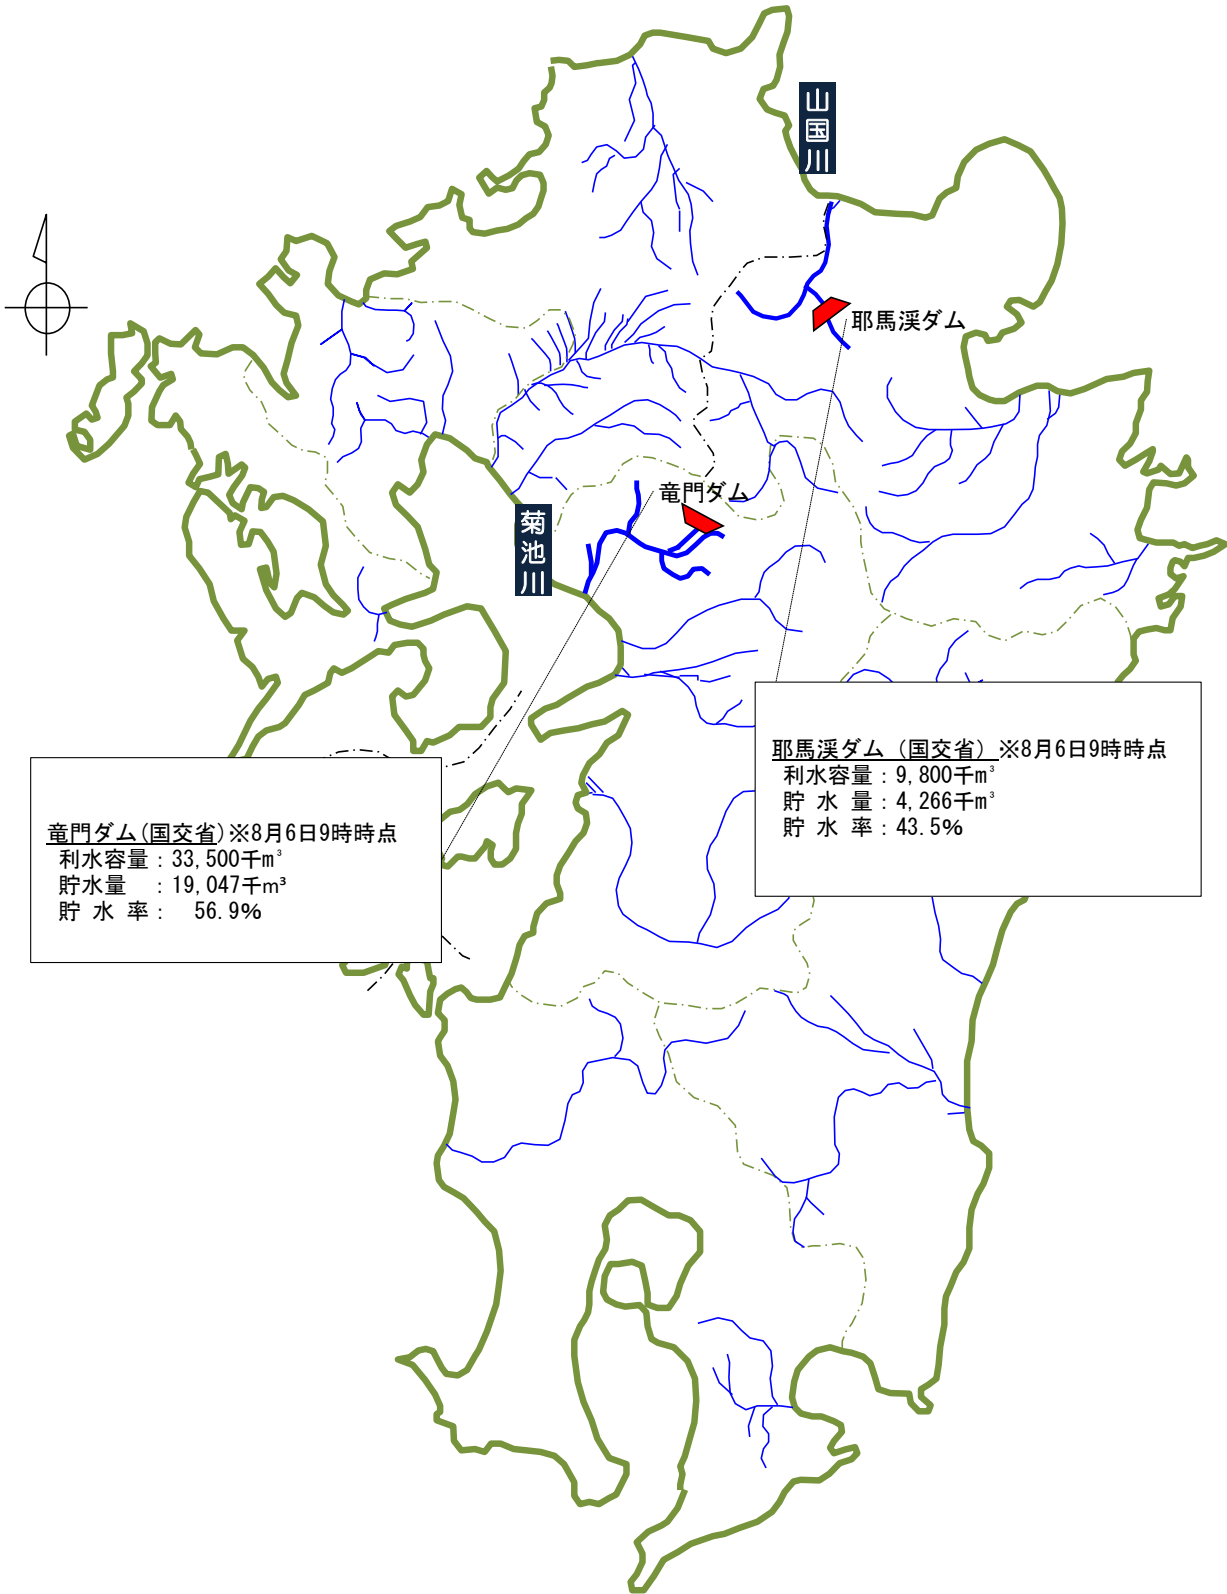 山国川
耶馬渓ダム
竜門ダム
菊池川
耶馬渓ダム（国交省）※8月6日9時時点
利水容量：9,800千m³
貯 水 量：4,266千m³
貯 水 率：43.5%
竜門ダム(国交省)※8月6日9時時点
利水容量：33,500千m³
貯水量　：19,047千m³
貯 水 率：　56.9%